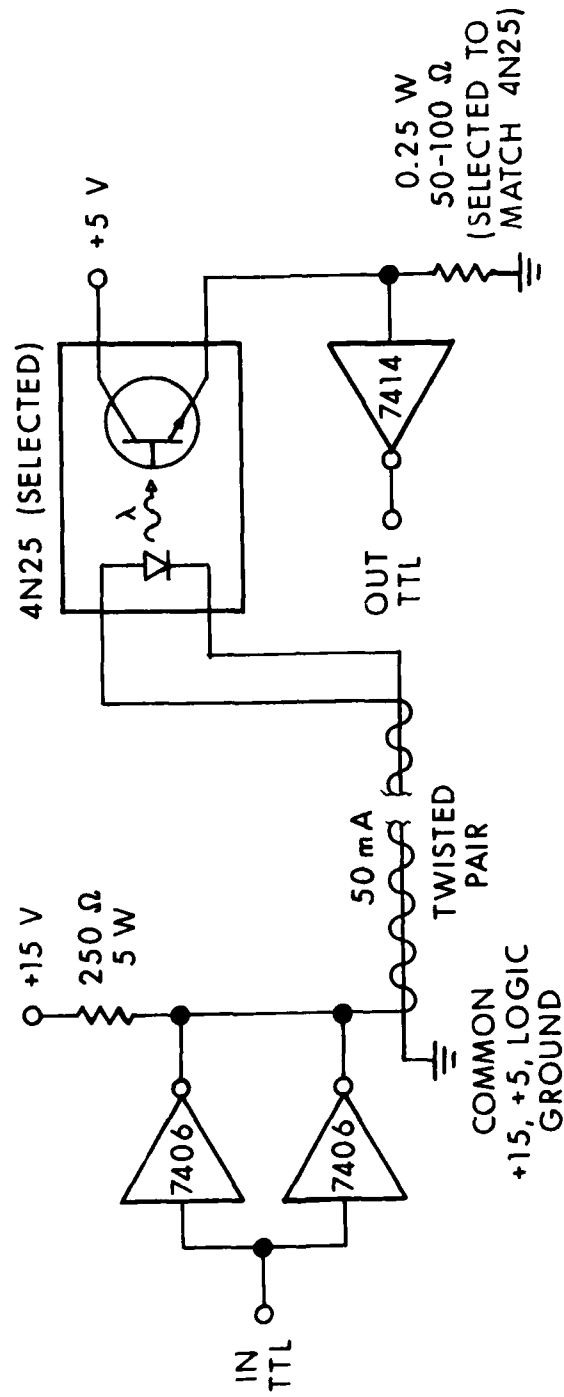 IN
TTL
7406
7406
+15 V
250 Ω
5 W
COMMON
+15, +5, LOGIC
GROUND
50 mA
TWISTED
PAIR
4N25 (SELECTED)
λ
+5 V
OUT
TTL
7414
0.25 W
50-100 Ω
(SELECTED TO
MATCH 4N25)